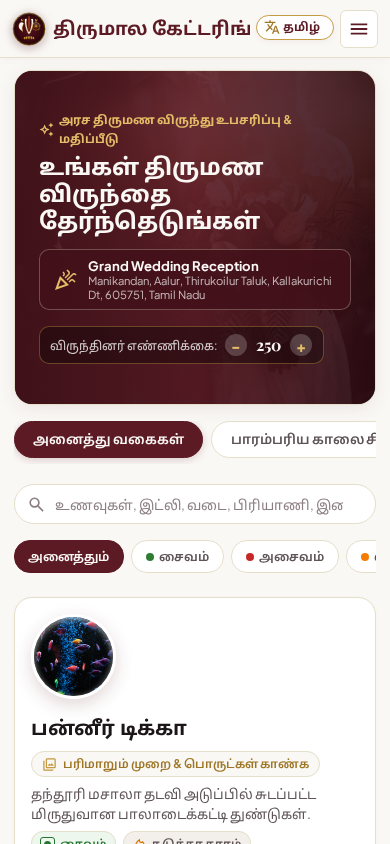 திருமால கேட்டரிங்
தமிழ்
அரச திருமண விருந்து உபசரிப்பு &
மதிப்பீடு
உங்கள் திருமண
விருந்தை
தேர்ந்தெடுங்கள்
Grand Wedding Reception
Manikandan, Aalur, Thirukoilur Taluk, Kallakurichi
Dt, 605751, Tamil Nadu
விருந்தினர் எண்ணிக்கை: − 250 +
அனைத்து வகைகள்
பாரம்பரிய காலை சி
உணவுகள், இட்லி, வடை, பிரியாணி, இன
அனைத்தும்
சைவம்
அசைவம்
பன்னீர் டிக்கா
பரிமாறும் முறை & பொருட்கள் காண்க
தந்தூரி மசாலா தடவி அடுப்பில் சுடப்பட்ட
மிருதுவான பாலாடைக்கட்டி துண்டுகள்.
சைவம்